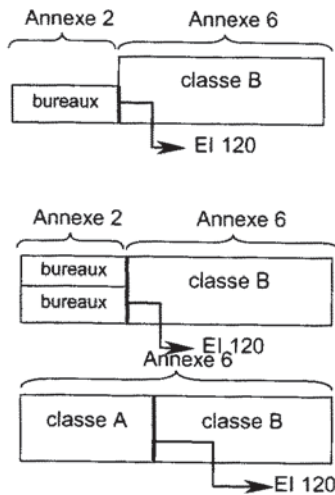 Annexe 2 Annexe 6
classe B
bureaux
EI 120
Annexe 2 Annexe 6
bureaux
classe B
bureaux
EI 120
Annexe 6
classe A classe B
EI 120